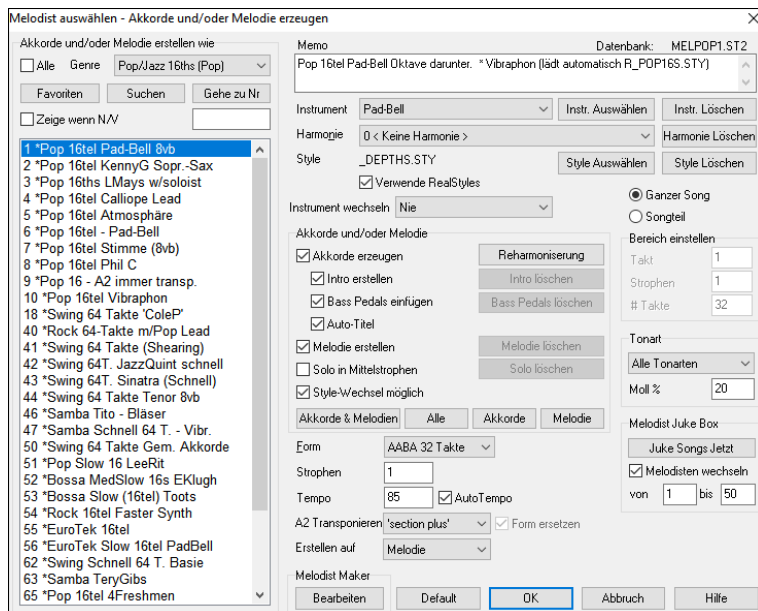 Melodist auswählen - Akkorde und/oder Melodie erzeugen
Akkorde und/oder Melodie erstellen wie
Alle Genre Pop/Jazz 16ths (Pop)
Favoriten Suchen Gehe zu Nr
Zeige wenn N/V
1 *Pop 16tel Pad-Bell 8vb
2 *Pop 16tel KennyG Sopr.-Sax
3 *Pop 16ths LMays w/soloist
4 *Pop 16tel Calliope Lead
5 *Pop 16tel Atmosphäre
6 *Pop 16tel - Pad-Bell
7 *Pop 16tel Stimme (8vb)
8 *Pop 16tel Phil C
9 *Pop 16 - A2 immer transp.
10 *Pop 16tel Vibraphon
18 *Swing 64 Takte 'ColeP'
40 *Rock 64-Takte m/Pop Lead
41 *Swing 64 Takte (Shearing)
42 *Swing 64T. JazzQuint schnell
43 *Swing 64T. Sinatra (Schnell)
44 *Swing 64 Takte Tenor 8vb
46 *Samba Tito - Bläser
47 *Samba Schnell 64 T. - Vibr.
50 *Swing 64 Takte Gem. Akkorde
51 *Pop Slow 16 LeeRit
52 *Bossa MedSlow 16s EKlugh
53 *Bossa Slow (16tel) Toots
54 *Rock 16tel Faster Synth
55 *EuroTek 16tel
56 *EuroTek Slow 16tel PadBell
62 *Swing Schnell 64 T. Basie
63 *Samba TeryGibs
65 *Pop 16tel 4Freshmen
Memo Datenbank: MELPOP1.ST2
Pop 16tel Pad-Bell Oktave darunter. * Vibraphon (lädt automatisch R_POP16S.STY)
Instrument Pad-Bell Instr. Auswählen Instr. Löschen
Harmonie 0 < Keine Harmonie > Harmonie Löschen
Style _DEPTHS.STY Style Auswählen Style Löschen
Verwende RealStyles
Instrument wechseln Nie
Ganzer Song
Songteil
Akkorde und/oder Melodie
Akkorde erzeugen Reharmonisierung
Intro erstellen Intro löschen
Bass Pedals einfügen Bass Pedals löschen
Auto-Titel
Melodie erstellen Melodie löschen
Solo in Mittelstrophen Solo löschen
Style-Wechsel möglich
Akkorde & Melodien Alle Akkorde Melodie
Form AABA 32 Takte
Strophen 1
Tempo 85 AutoTempo
A2 Transponieren 'section plus' Form ersetzen
Erstellen auf Melodie
Bereich einstellen
Takt 1
Strophen 1
# Takte 32
Tonart
Alle Tonarten
Moll % 20
Melodist Juke Box
Juke Songs Jetzt
Melodisten wechseln
von 1 bis 50
Melodist Maker
Bearbeiten Default OK Abbruch Hilfe